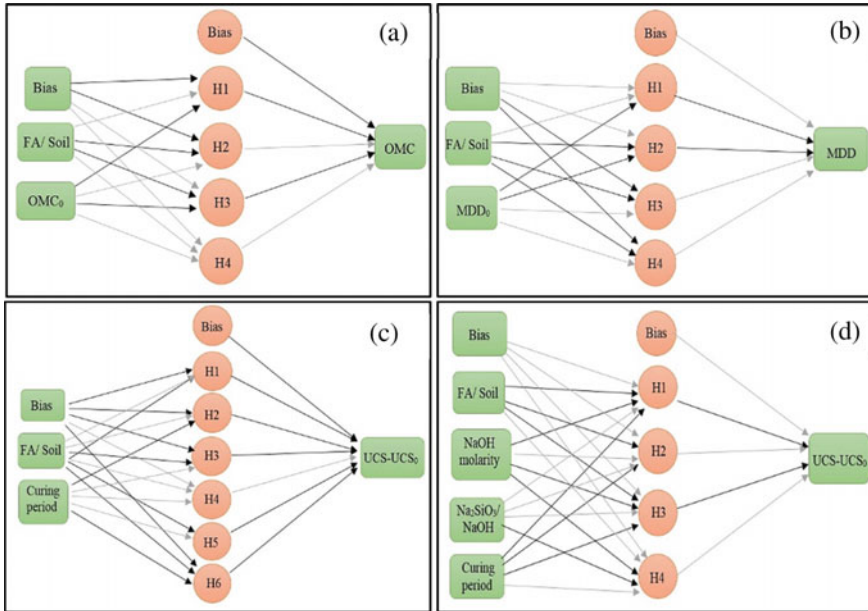 (a)
Bias
Bias
FA/ Soil
OMC₀
H1
H2
H3
H4
OMC
(b)
Bias
Bias
FA/ Soil
MDD₀
H1
H2
H3
H4
MDD
(c)
Bias
Bias
FA/ Soil
Curing
period
H1
H2
H3
H4
H5
H6
UCS-UCS₀
(d)
Bias
Bias
FA/ Soil
NaOH
molarity
Na₂SiO₃/
NaOH
Curing
period
H1
H2
H3
H4
UCS-UCS₀